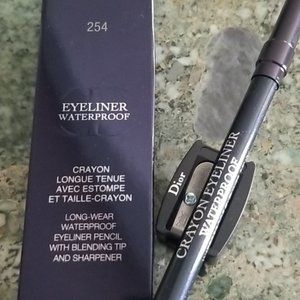 254
EYELINER
WATERPROOF
CRAYON
LONGUE TENUE
AVEC ESTOMPE
ET TAILLE-CRAYON
LONG-WEAR
WATERPROOF
EYELINER PENCIL
WITH BLENDING TIP
AND SHARPENER
Dior
CRAYON EYELINER
WATERPROOF